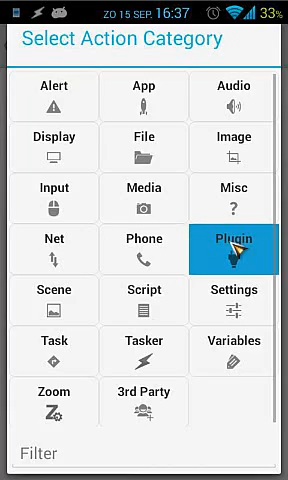 ZO 15 SEP. 16:37 33%
Select Action Category
Alert App Audio
Display File Image
Input Media Misc
Net Phone Plugin
Scene Script Settings
Task Tasker Variables
Zoom 3rd Party
Filter